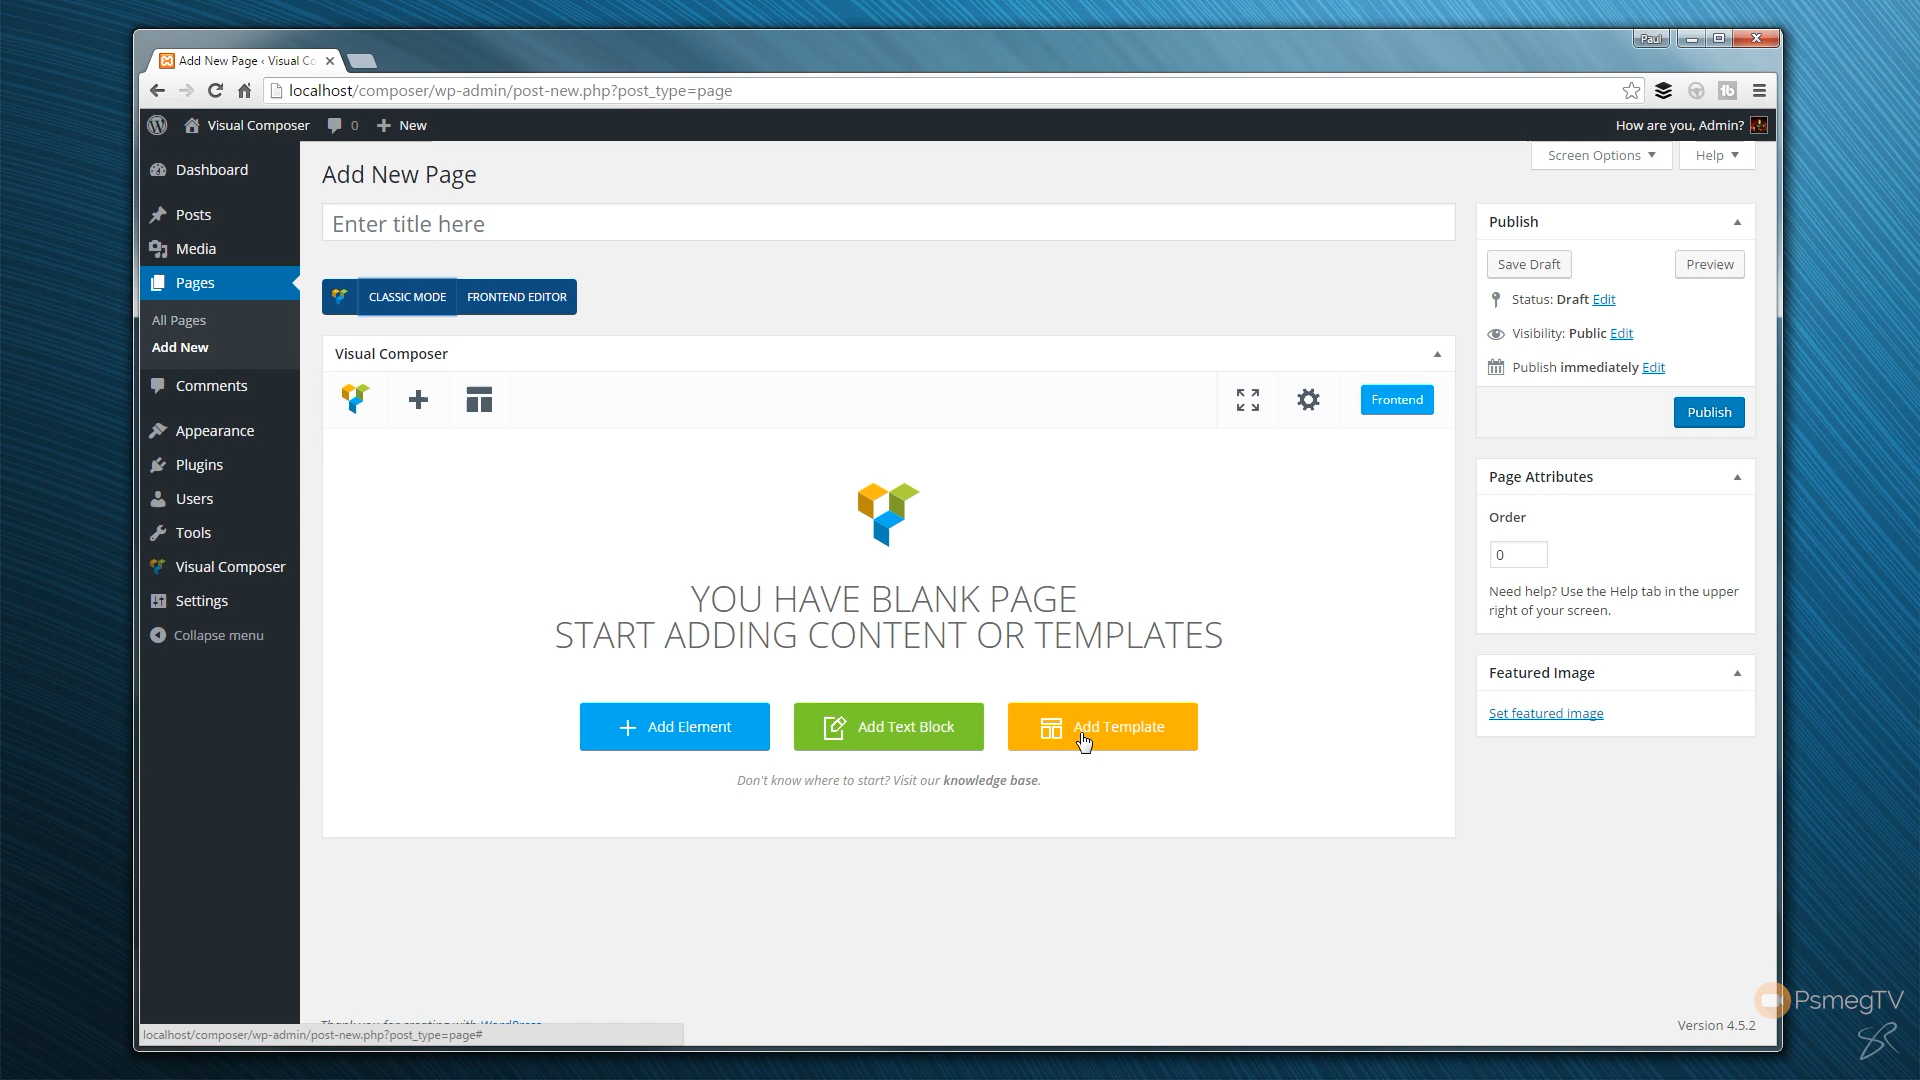 Paul
Add New Page ‹ Visual Co
localhost/composer/wp-admin/post-new.php?post_type=page
Visual Composer
0
New
How are you, Admin?
Screen Options
Help
Dashboard
Posts
Media
Pages
All Pages
Add New
Comments
Appearance
Plugins
Users
Tools
Visual Composer
Settings
Collapse menu
Add New Page
Enter title here
CLASSIC MODE
FRONTEND EDITOR
Visual Composer
Frontend
YOU HAVE BLANK PAGE
START ADDING CONTENT OR TEMPLATES
Add Element
Add Text Block
Add Template
Don't know where to start? Visit our knowledge base.
Publish
Save Draft
Preview
Status: Draft Edit
Visibility: Public Edit
Publish immediately Edit
Publish
Page Attributes
Order
0
Need help? Use the Help tab in the upper
right of your screen.
Featured Image
Set featured image
Thank you for creating with WordPress
localhost/composer/wp-admin/post-new.php?post_type=page#
Version 4.5.2
PsmegTV